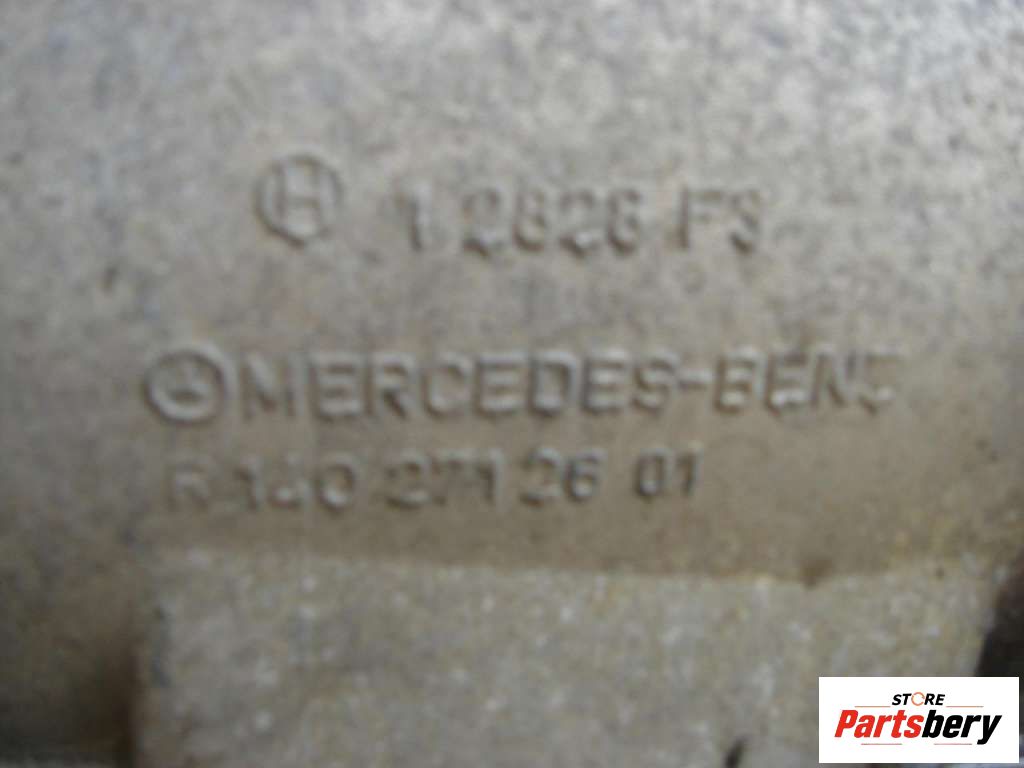 H 1 2826 FS
MERCEDES-BENZ
R 140 271 26 01
STORE
Partsbery